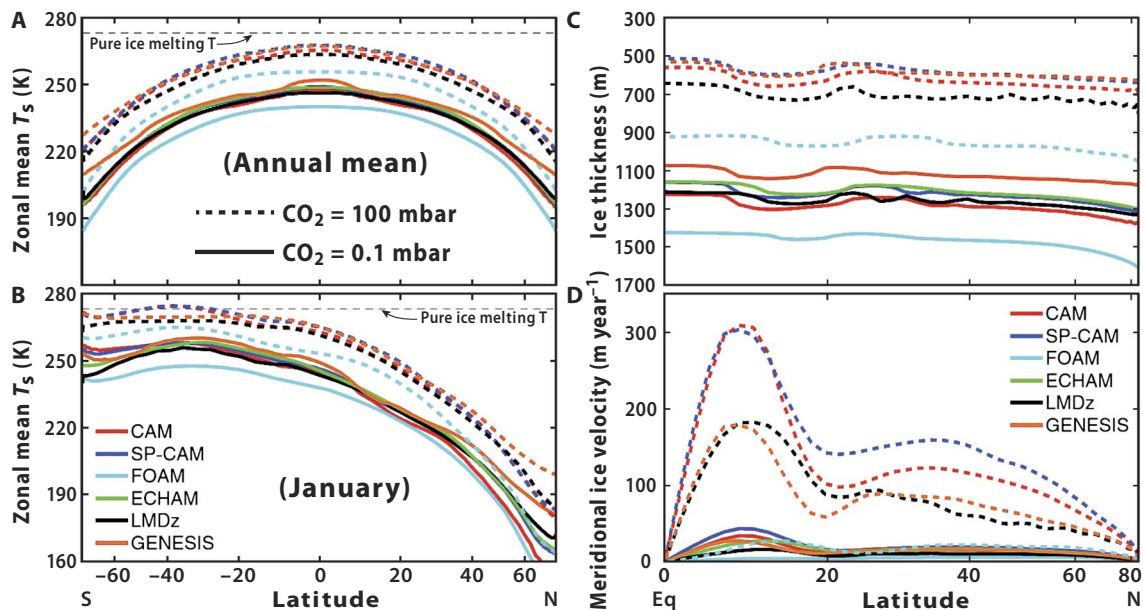 A
280
Pure ice melting T
250
220
190
Zonal mean Ts (K)
(Annual mean)
CO2 = 100 mbar
CO2 = 0.1 mbar
B
280
Pure ice melting T
250
220
190
160
Zonal mean Ts (K)
CAM
SP-CAM
FOAM
ECHAM
LMDz
GENESIS
(January)
−60 −40 −20 0 20 40 60
S Latitude N
C
300
500
700
900
1100
1300
1500
1700
Ice thickness (m)
D
300
200
100
0
Meridional ice velocity (m year−1)
CAM
SP-CAM
FOAM
ECHAM
LMDz
GENESIS
0 20 40 60 80
Eq Latitude N